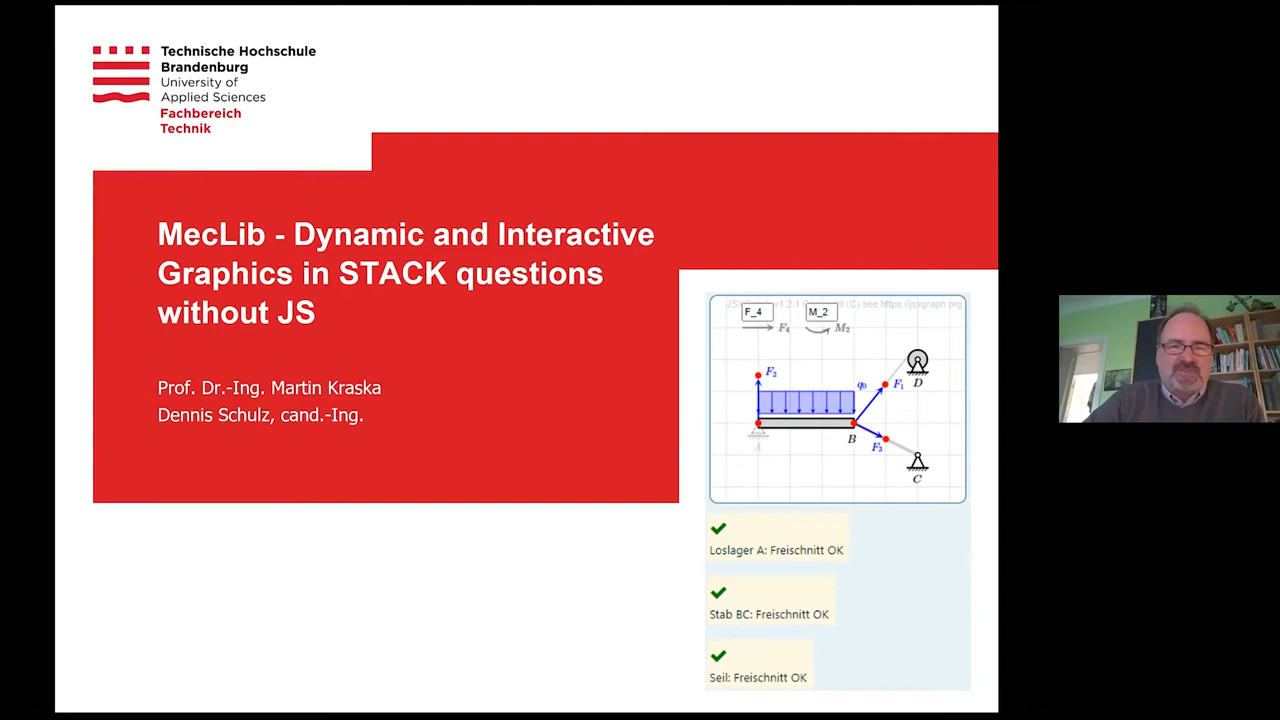 Technische Hochschule
Brandenburg
University of
Applied Sciences
Fachbereich
Technik
MecLib - Dynamic and Interactive
Graphics in STACK questions
without JS
Prof. Dr.-Ing. Martin Kraska
Dennis Schulz, cand.-Ing.
F_4
M_2
F₄
M₂
F₂
q₀
F₁
D
A
B
F₃
C
Loslager A: Freischnitt OK
Stab BC: Freischnitt OK
Seil: Freischnitt OK